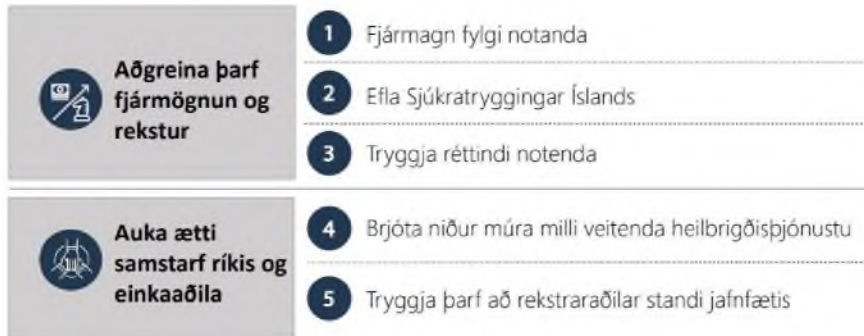 Aðgreina þarf
fjármögnun og
rekstur
1 Fjármagn fylgi notanda
2 Efla Sjúkratryggingar Íslands
3 Tryggja réttindi notenda
Auka ætti
samstarf ríkis og
einkaaðila
4 Brjóta niður múra milli veitenda heilbrigðisþjónustu
5 Tryggja þarf að rekstraraðilar standi jafnfætis